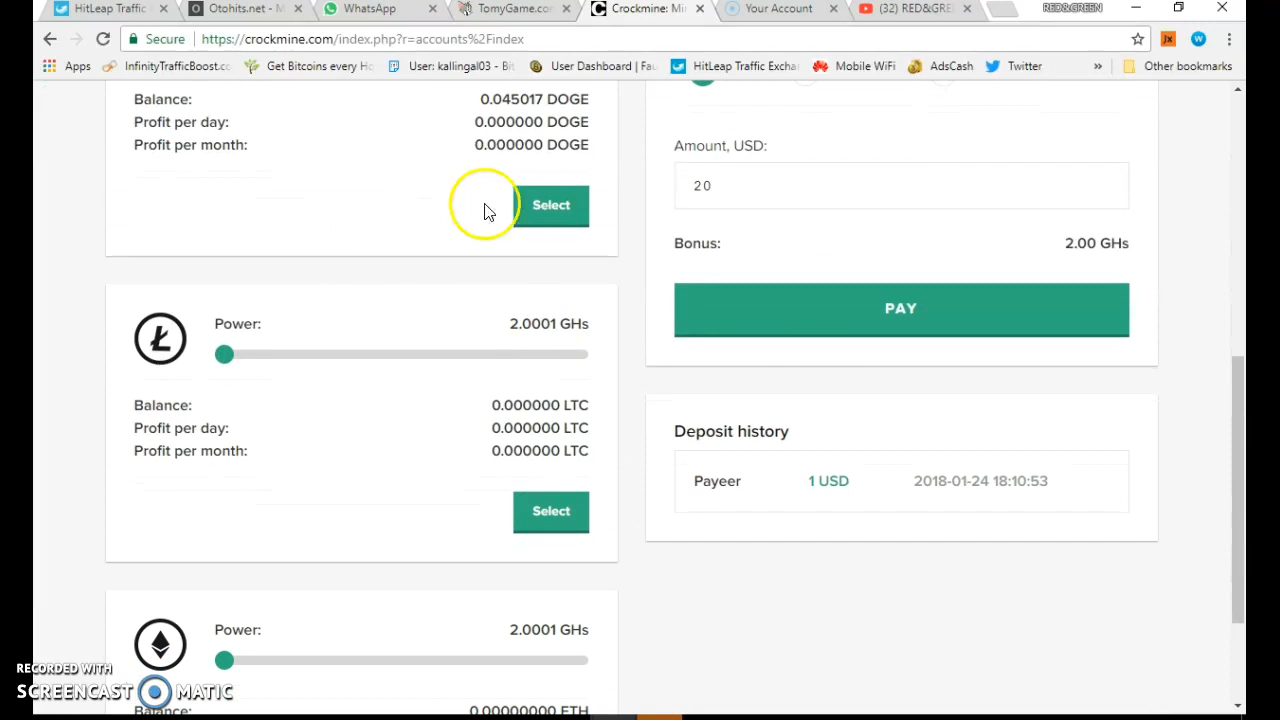 HitLeap Traffic
Otohits.net - M
WhatsApp
TomyGame.co
Crockmine: Mi
Your Account
(32) RED&GRE
RED&GREEN
Secure
https://crockmine.com/index.php?r=accounts%2Findex
Apps
InfinityTrafficBoost.c
Get Bitcoins every Ho
User: kallingal03 - Bit
User Dashboard | Fau
HitLeap Traffic Excha
Mobile WiFi
AdsCash
Twitter
»
Other bookmarks
Balance: 0.045017 DOGE
Profit per day: 0.000000 DOGE
Profit per month: 0.000000 DOGE
Select
Power: 2.0001 GHs
Balance: 0.000000 LTC
Profit per day: 0.000000 LTC
Profit per month: 0.000000 LTC
Select
Power: 2.0001 GHs
Balance: 0.00000000 ETH
Amount, USD:
20
Bonus: 2.00 GHs
PAY
Deposit history
Payeer 1 USD 2018-01-24 18:10:53
RECORDED WITH
SCREENCAST MATIC